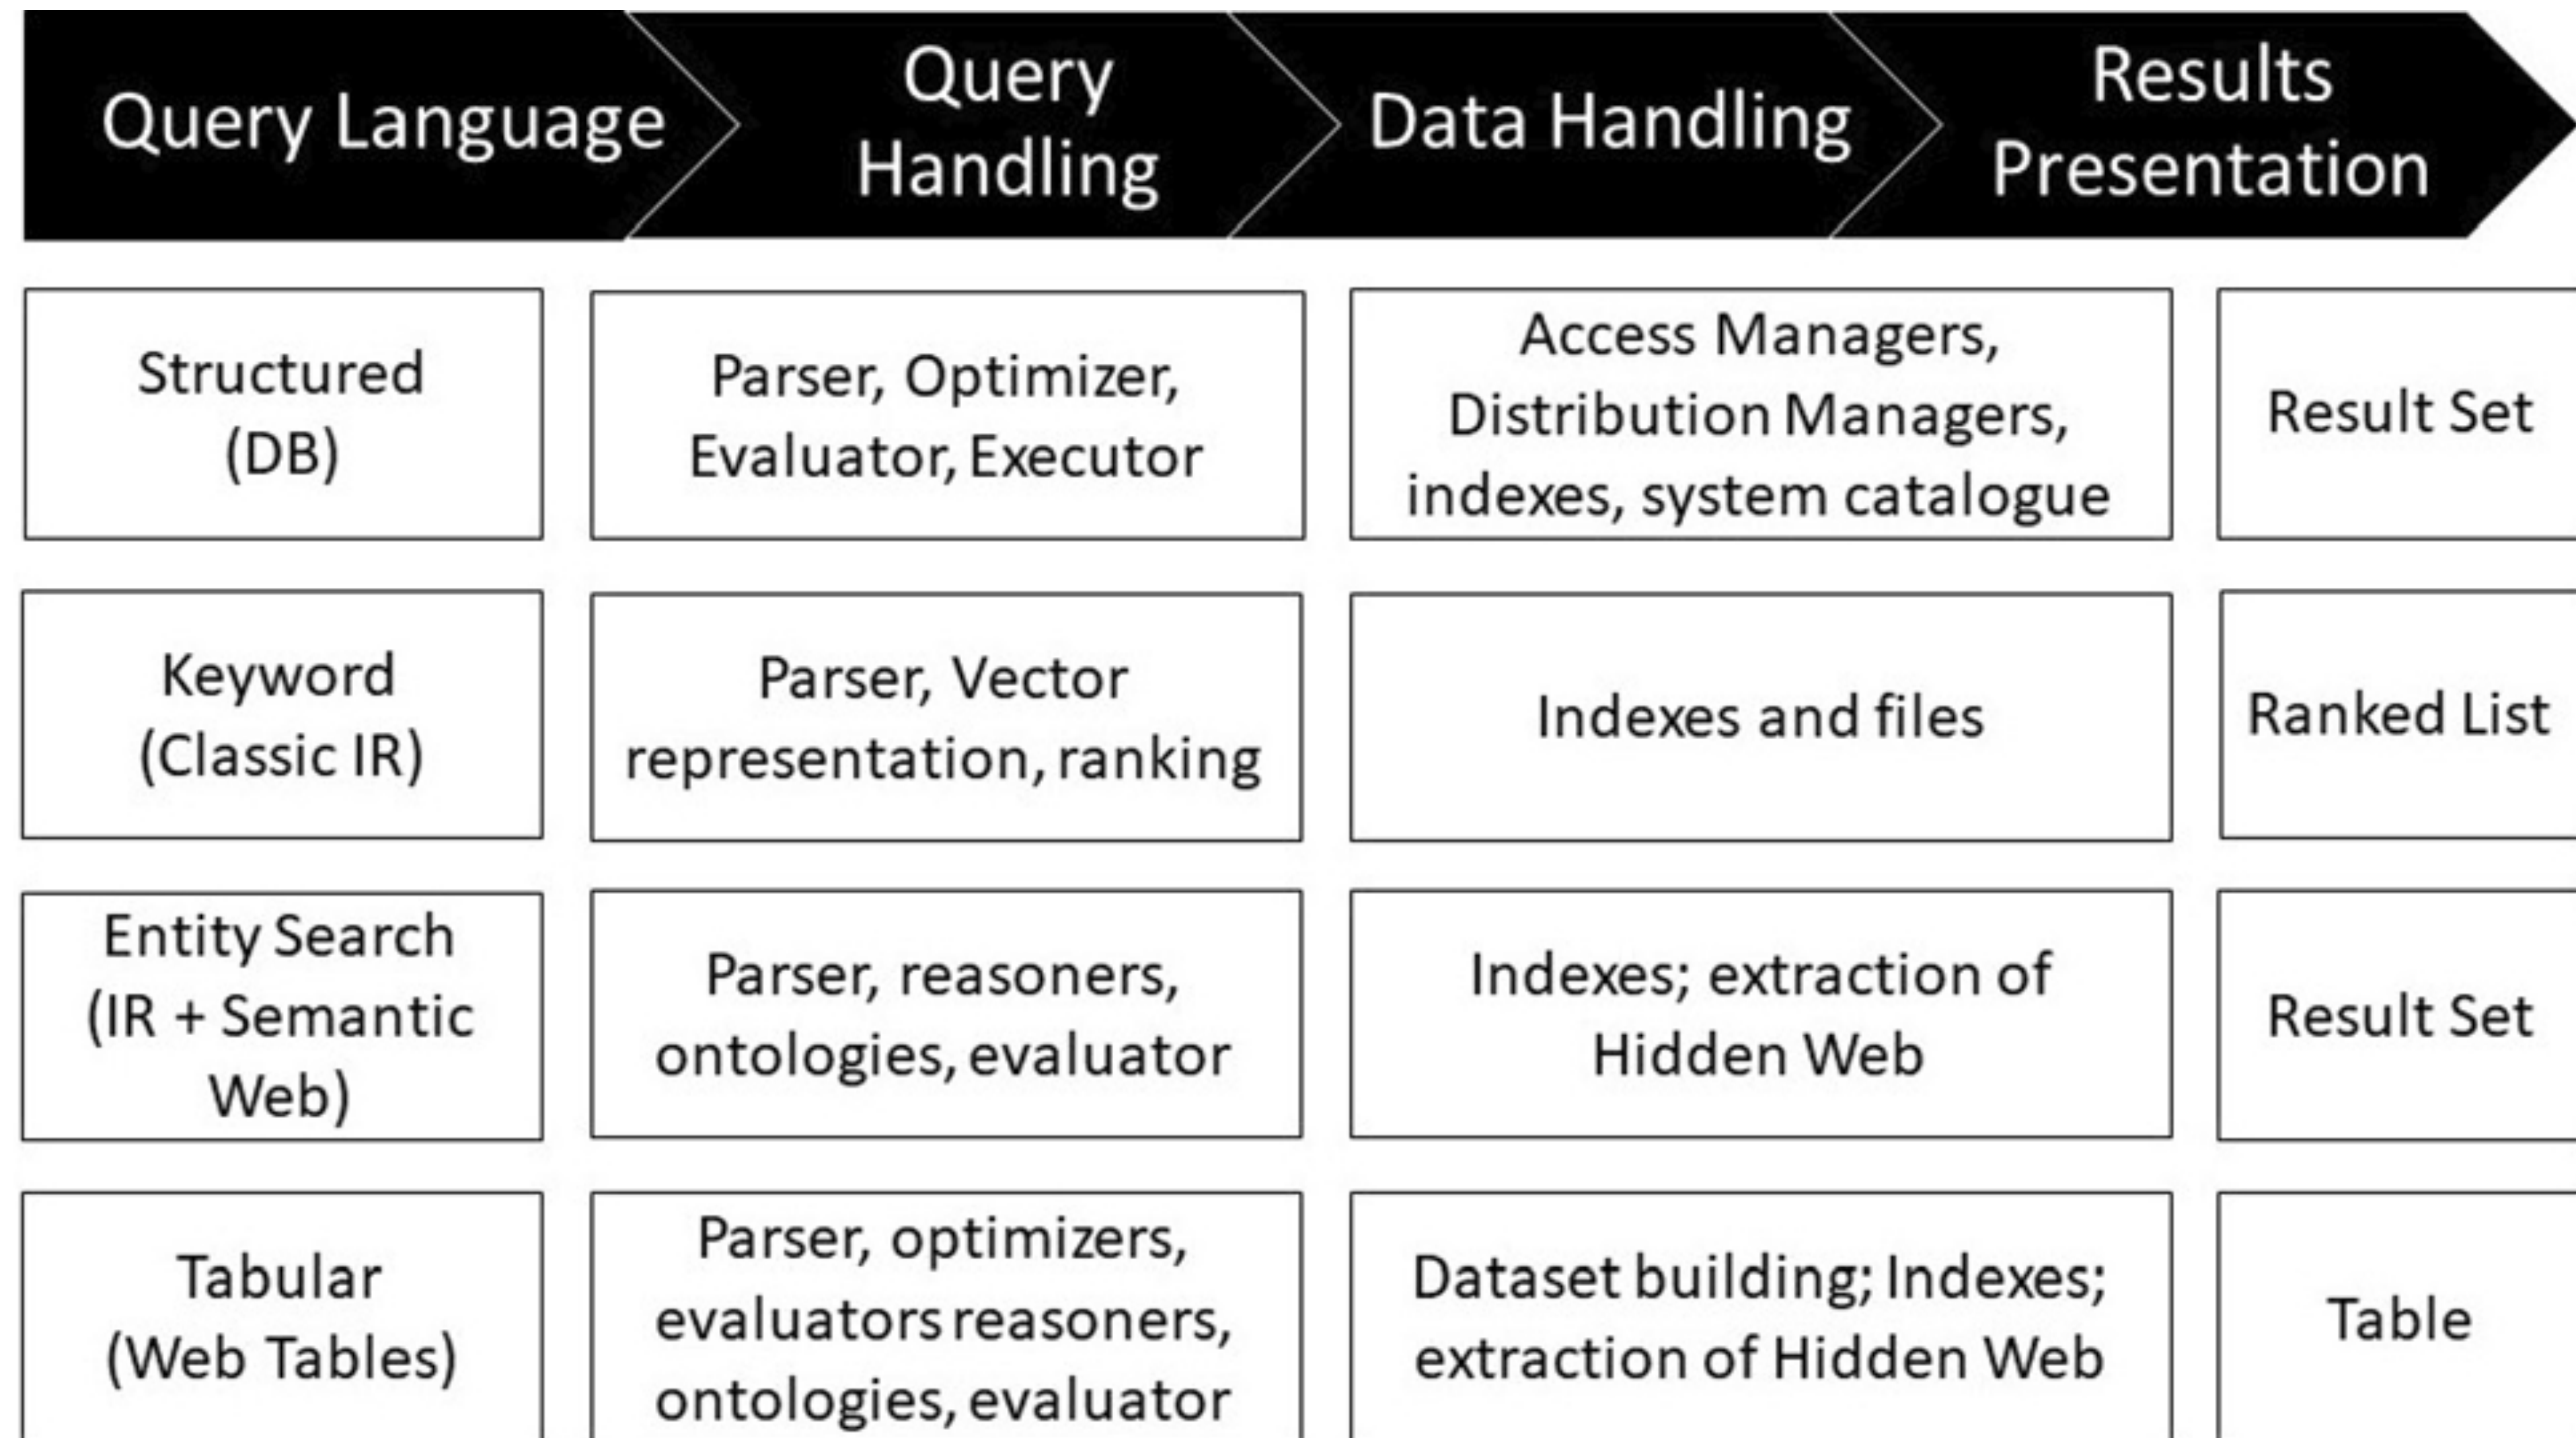 Query Language
Query
Handling
Data Handling
Results
Presentation
Structured
(DB)
Parser, Optimizer,
Evaluator, Executor
Access Managers,
Distribution Managers,
indexes, system catalogue
Result Set
Keyword
(Classic IR)
Parser, Vector
representation, ranking
Indexes and files
Ranked List
Entity Search
(IR + Semantic
Web)
Parser, reasoners,
ontologies, evaluator
Indexes; extraction of
Hidden Web
Result Set
Tabular
(Web Tables)
Parser, optimizers,
evaluators reasoners,
ontologies, evaluator
Dataset building; Indexes;
extraction of Hidden Web
Table